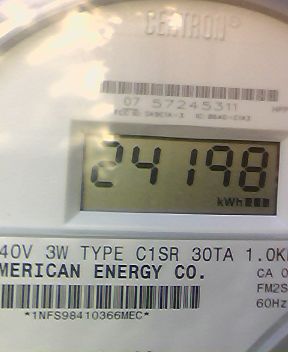 CENTRON®
07 57245311
24198
kWh
40V 3W TYPE C1SR 30TA 1.0K
MERICAN ENERGY CO.
CA 0
FM2S
60Hz
*1NFS98410366MEC*